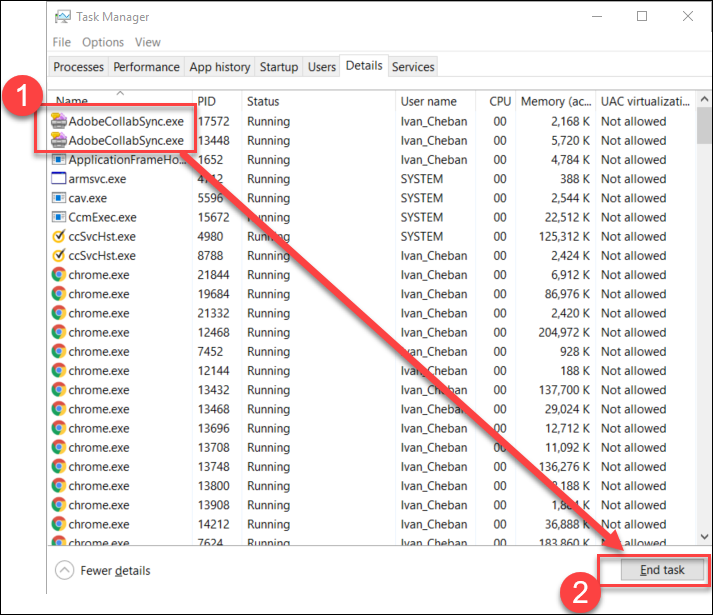 Task Manager
File Options View
Processes Performance App history Startup Users Details Services
1
Name PID Status User name CPU Memory (ac... UAC virtualizati...
AdobeCollabSync.exe 17572 Running Ivan_Cheban 00 2,168 K Not allowed
AdobeCollabSync.exe 13448 Running Ivan_Cheban 00 5,720 K Not allowed
ApplicationFrameHo... 1652 Running Ivan_Cheban 00 4,784 K Not allowed
armsvc.exe 4712 Running SYSTEM 00 388 K Not allowed
cav.exe 5596 Running SYSTEM 00 2,544 K Not allowed
CcmExec.exe 15672 Running SYSTEM 00 22,512 K Not allowed
ccSvcHst.exe 4980 Running SYSTEM 00 125,312 K Not allowed
ccSvcHst.exe 8788 Running Ivan_Cheban 00 2,424 K Not allowed
chrome.exe 21844 Running Ivan_Cheban 00 6,912 K Not allowed
chrome.exe 19684 Running Ivan_Cheban 00 86,976 K Not allowed
chrome.exe 21332 Running Ivan_Cheban 00 2,420 K Not allowed
chrome.exe 12468 Running Ivan_Cheban 00 204,972 K Not allowed
chrome.exe 7452 Running Ivan_Cheban 00 928 K Not allowed
chrome.exe 12144 Running Ivan_Cheban 00 188 K Not allowed
chrome.exe 13432 Running Ivan_Cheban 00 137,700 K Not allowed
chrome.exe 13468 Running Ivan_Cheban 00 29,024 K Not allowed
chrome.exe 13696 Running Ivan_Cheban 00 12,712 K Not allowed
chrome.exe 13708 Running Ivan_Cheban 00 11,092 K Not allowed
chrome.exe 13748 Running Ivan_Cheban 00 136,276 K Not allowed
chrome.exe 13800 Running Ivan_Cheban 00 K Not allowed
chrome.exe 13908 Running Ivan_Cheban 00 K Not allowed
chrome.exe 14212 Running Ivan_Cheban 00 36,888 K Not allowed
chrome.exe 7624 Running Ivan_Cheban 00 183,860 K Not allowed
Fewer details
End task
2